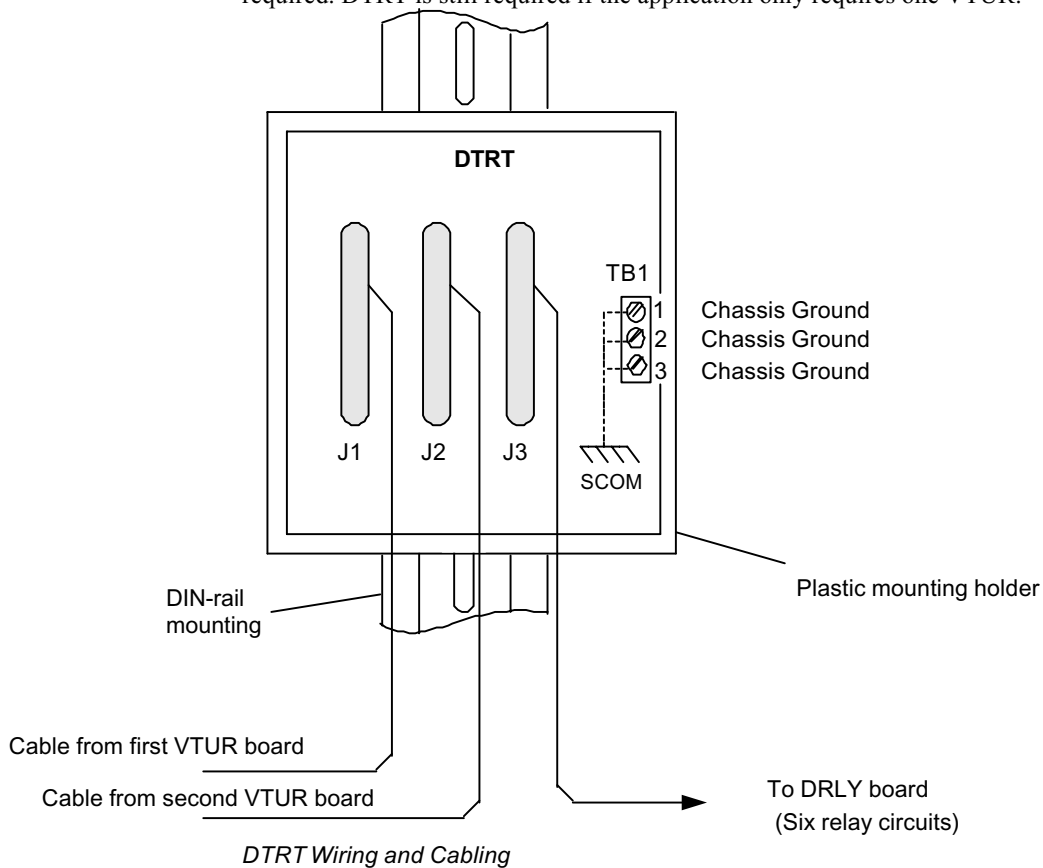 required. DTRT is still required if the application only requires one VTUR.
DTRT
TB1
1 Chassis Ground
2 Chassis Ground
3 Chassis Ground
J1 J2 J3
SCOM
Plastic mounting holder
DIN-rail
mounting
Cable from first VTUR board
Cable from second VTUR board
To DRLY board
(Six relay circuits)
DTRT Wiring and Cabling